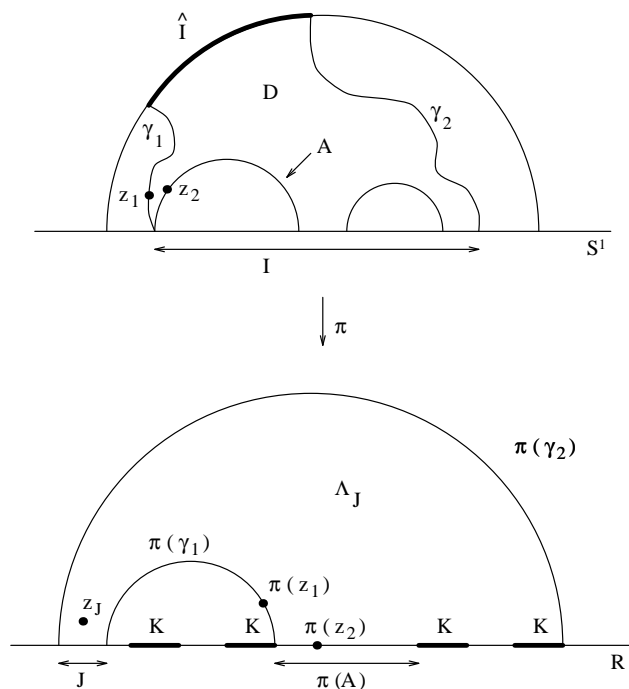 Î
D
γ₁
γ₂
A
z₁
z₂
I
S¹
π
π(γ₂)
Λ_J
π(γ₁)
π(z₁)
z_J
K K π(z₂) K K
J
π(A)
R